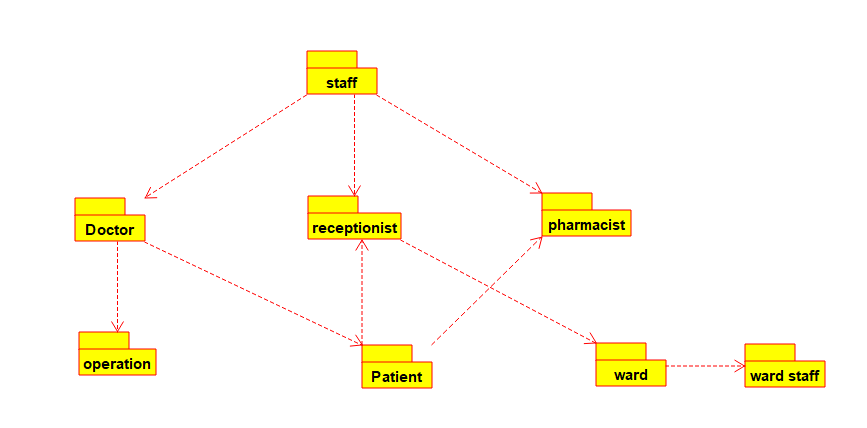 staff
Doctor
receptionist
pharmacist
operation
Patient
ward
ward staff